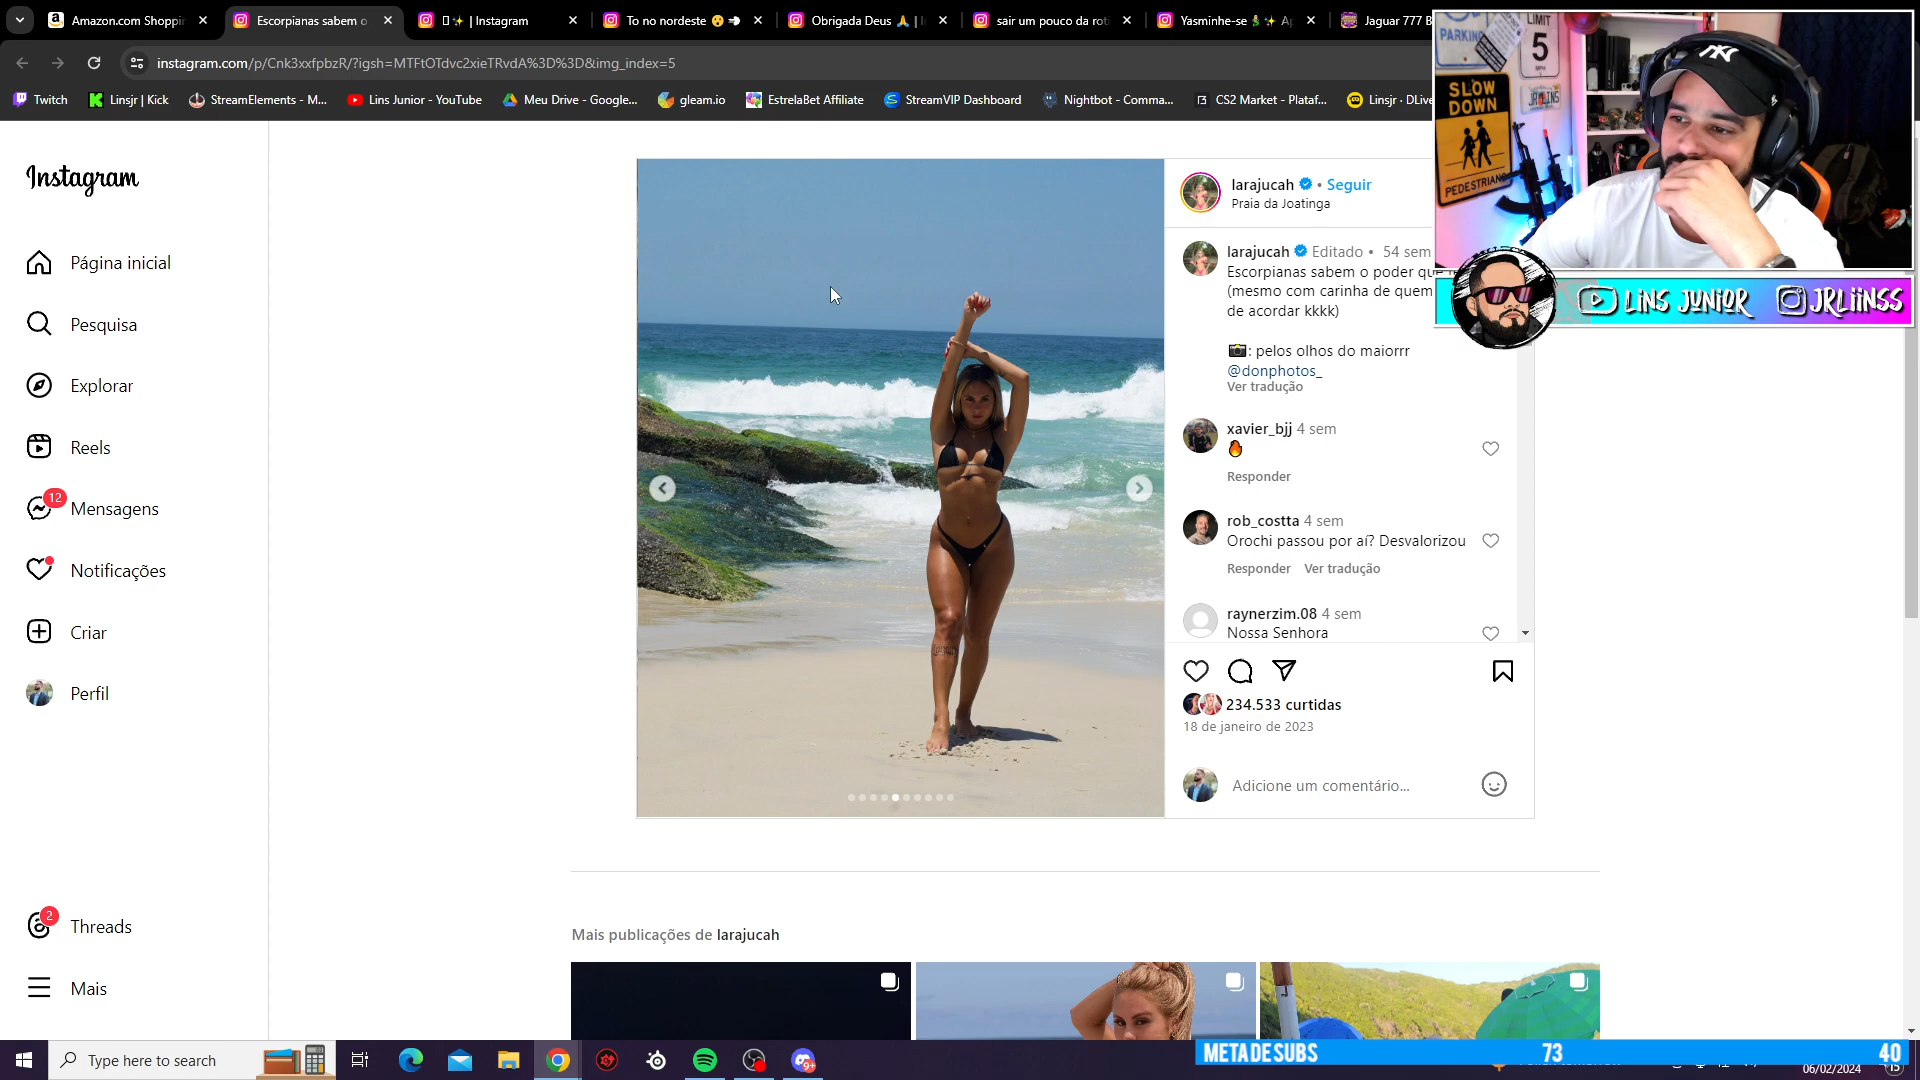 Amazon.com Shoppi
Escorpianas sabem o
| Instagram
To no nordeste
Obrigada Deus
sair um pouco da rot
Yasminhe-se
Jaguar 777 B
instagram.com/p/Cnk3xxfpbzR/?igsh=MTFtOTdvc2xieTRvdA%3D%3D&img_index=5
Twitch
Linsjr | Kick
StreamElements - M...
Lins Junior - YouTube
Meu Drive - Google...
gleam.io
EstrelaBet Affiliate
StreamVIP Dashboard
Nightbot - Comma...
CS2 Market - Plataf...
Linsjr · DLive
PARKING
LIMIT
5
SLOW
DOWN
PEDESTRIANS
JRLINS
LINS JUNIOR
JRLIINSS
Instagram
Página inicial
Pesquisa
Explorar
Reels
12
Mensagens
Notificações
Criar
Perfil
2
Threads
Mais
larajucah • Seguir
Praia da Joatinga
larajucah Editado • 54 sem
Escorpianas sabem o poder que
(mesmo com carinha de quem
de acordar kkkk)
: pelos olhos do maiorrr
@donphotos_
Ver tradução
xavier_bjj 4 sem
Responder
rob_costta 4 sem
Orochi passou por aí? Desvalorizou
Responder Ver tradução
raynerzim.08 4 sem
Nossa Senhora
234.533 curtidas
18 de janeiro de 2023
Adicione um comentário...
Mais publicações de larajucah
Type here to search
META DE SUBS 73 40
06/02/2024
15